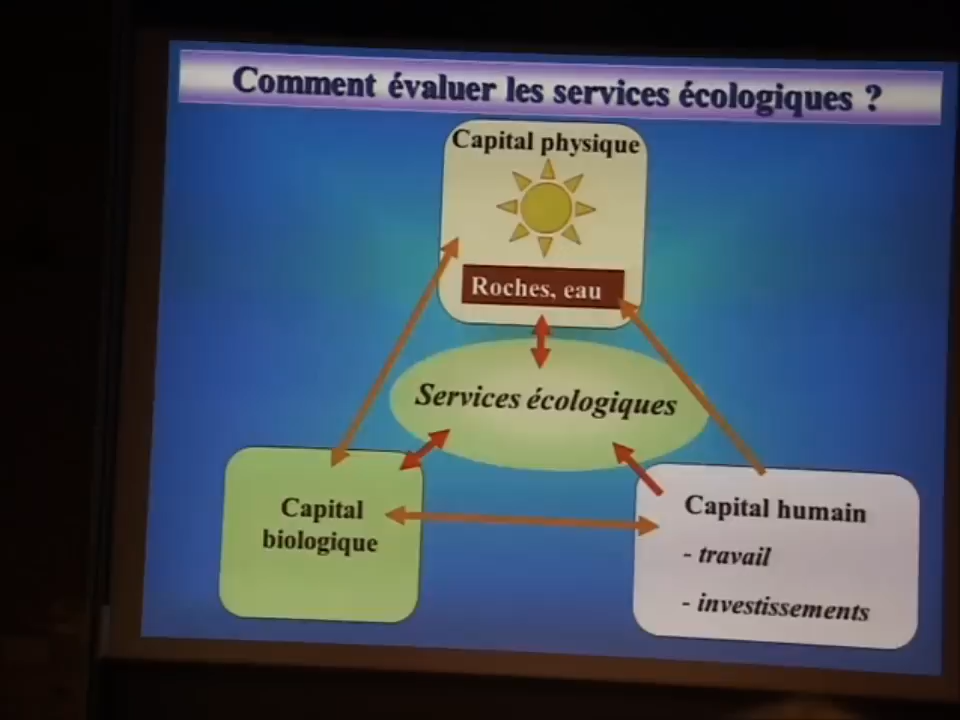 Comment évaluer les services écologiques ?
Capital physique
Roches, eau
Services écologiques
Capital
biologique
Capital humain
- travail
- investissements